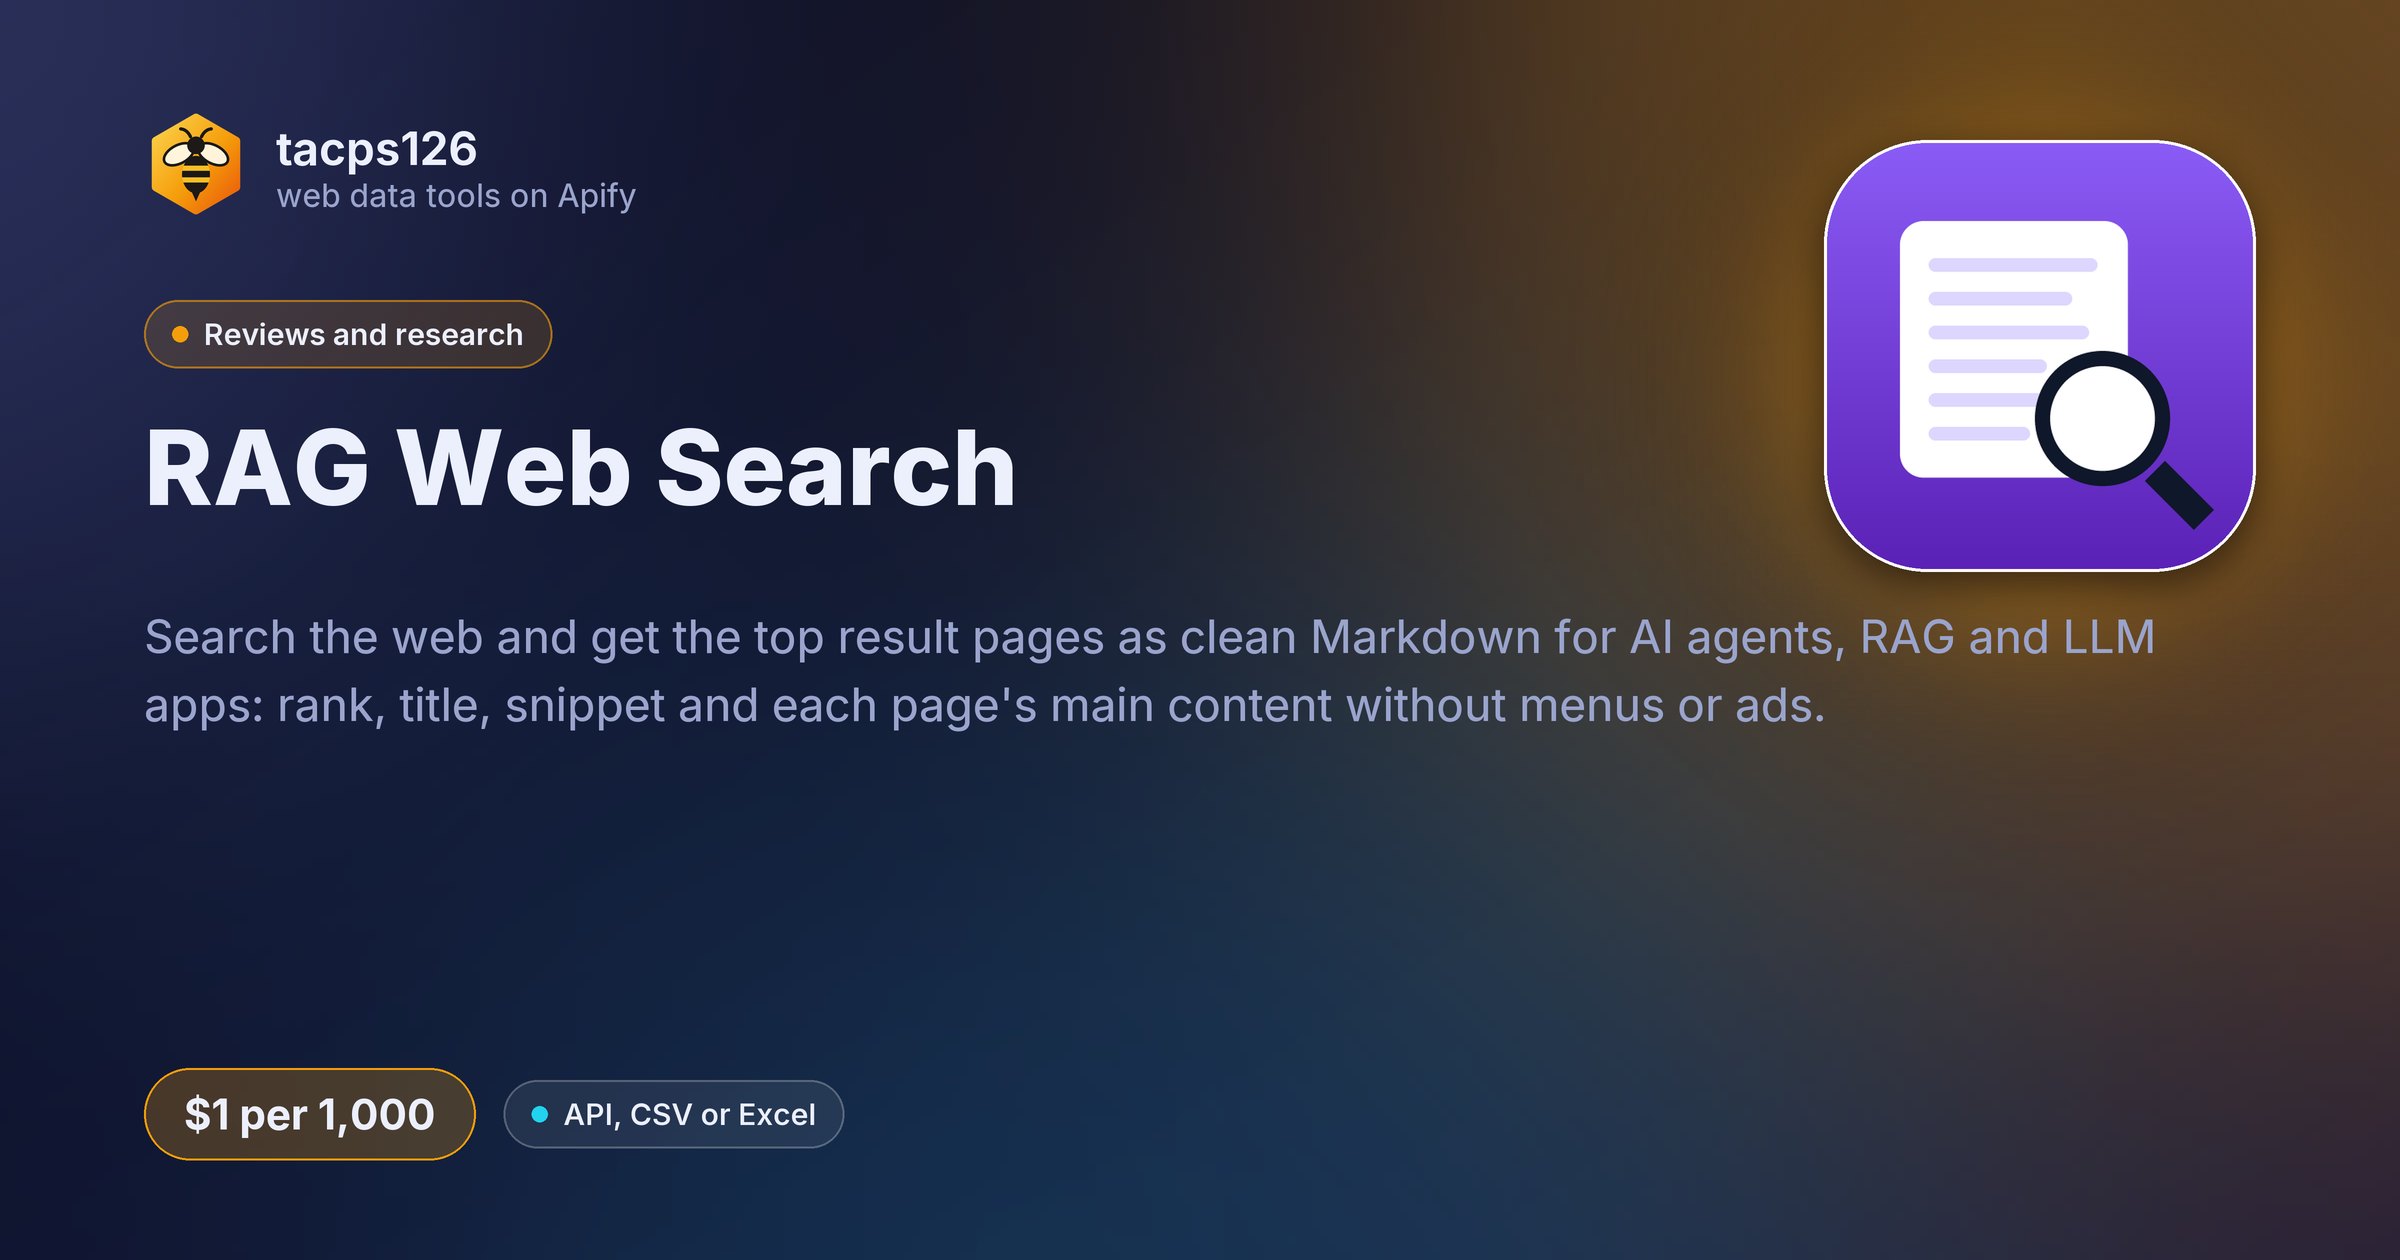 tacps126
web data tools on Apify
Reviews and research
RAG Web Search
Search the web and get the top result pages as clean Markdown for AI agents, RAG and LLM
apps: rank, title, snippet and each page's main content without menus or ads.
$1 per 1,000
API, CSV or Excel